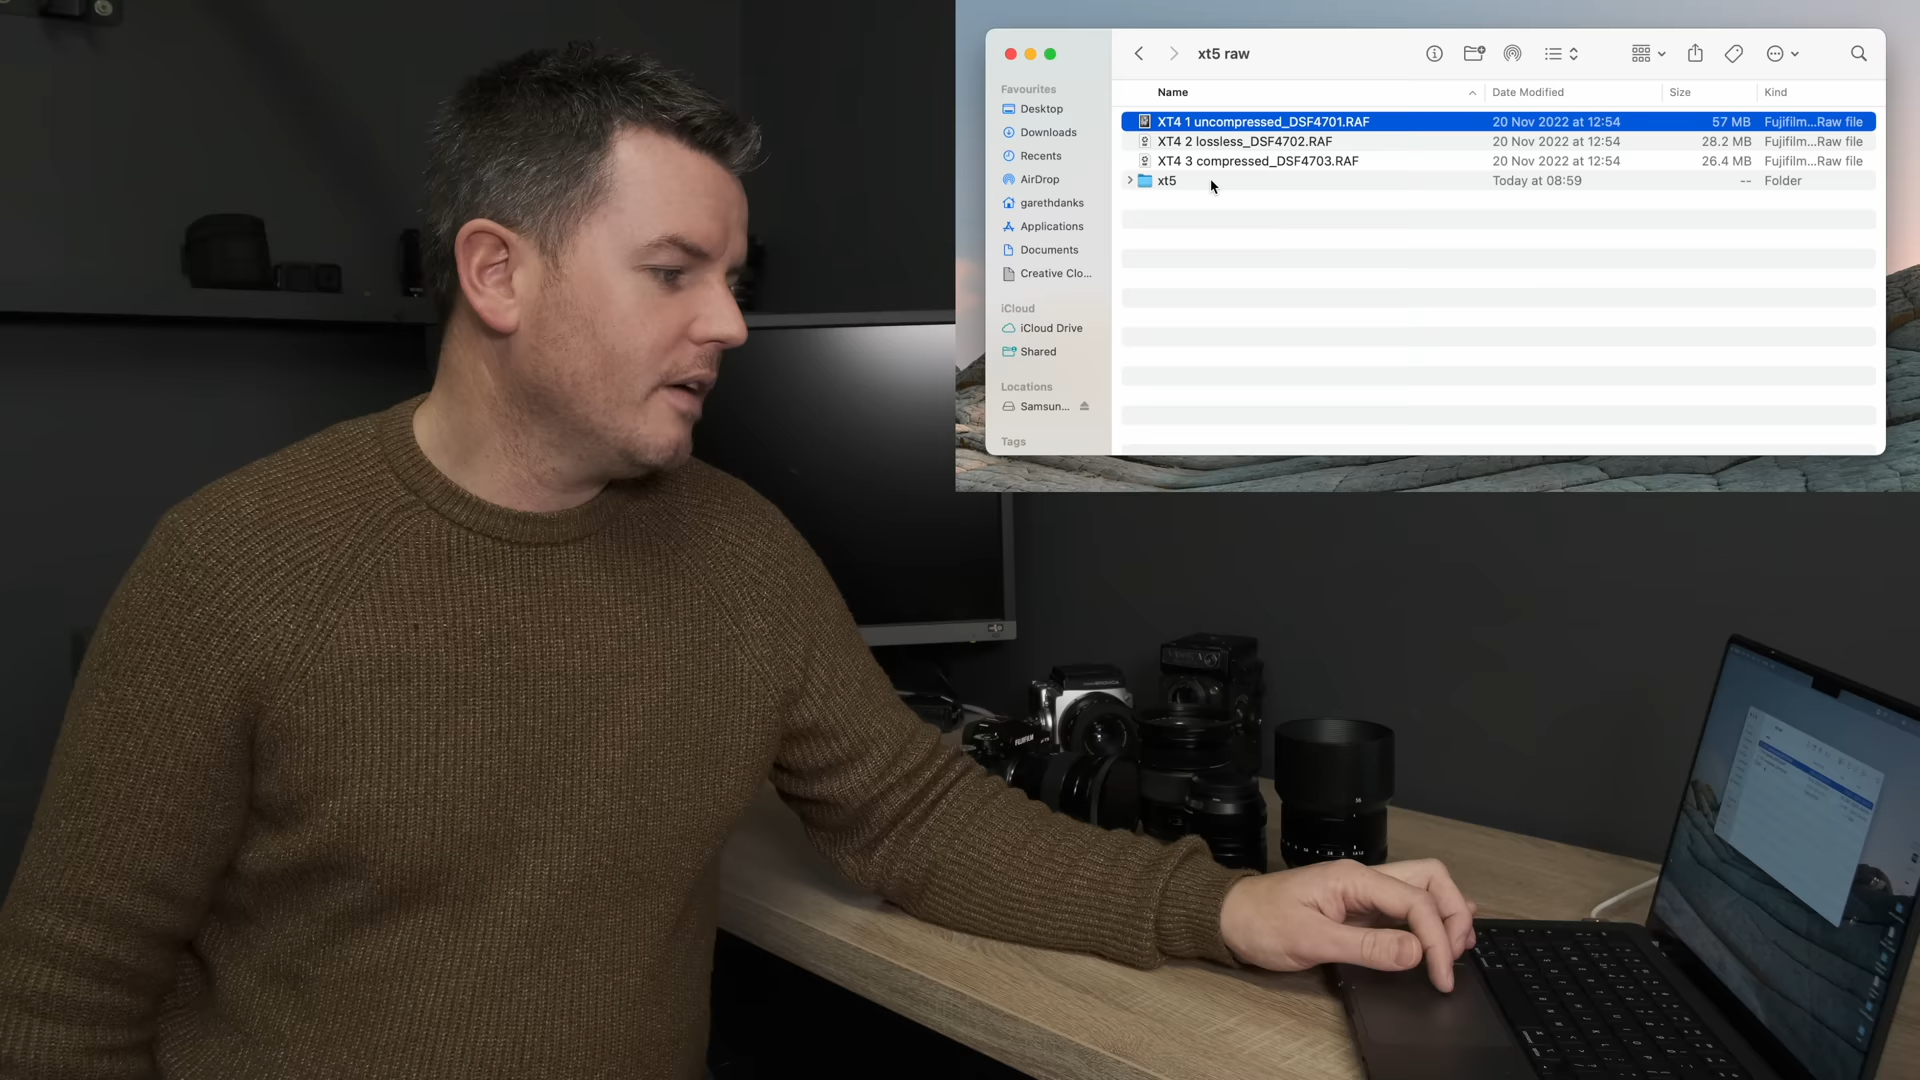 xt5 raw
Name
Date Modified
Size
Kind
XT4 1 uncompressed_DSF4701.RAF 20 Nov 2022 at 12:54 57 MB Fujifilm...Raw file
XT4 2 lossless_DSF4702.RAF 20 Nov 2022 at 12:54 28.2 MB Fujifilm...Raw file
XT4 3 compressed_DSF4703.RAF 20 Nov 2022 at 12:54 26.4 MB Fujifilm...Raw file
xt5 Today at 08:59 -- Folder
Favourites
Desktop
Downloads
Recents
AirDrop
garethdanks
Applications
Documents
Creative Clo...
iCloud
iCloud Drive
Shared
Locations
Samsun...
Tags
FUJIFILM
56